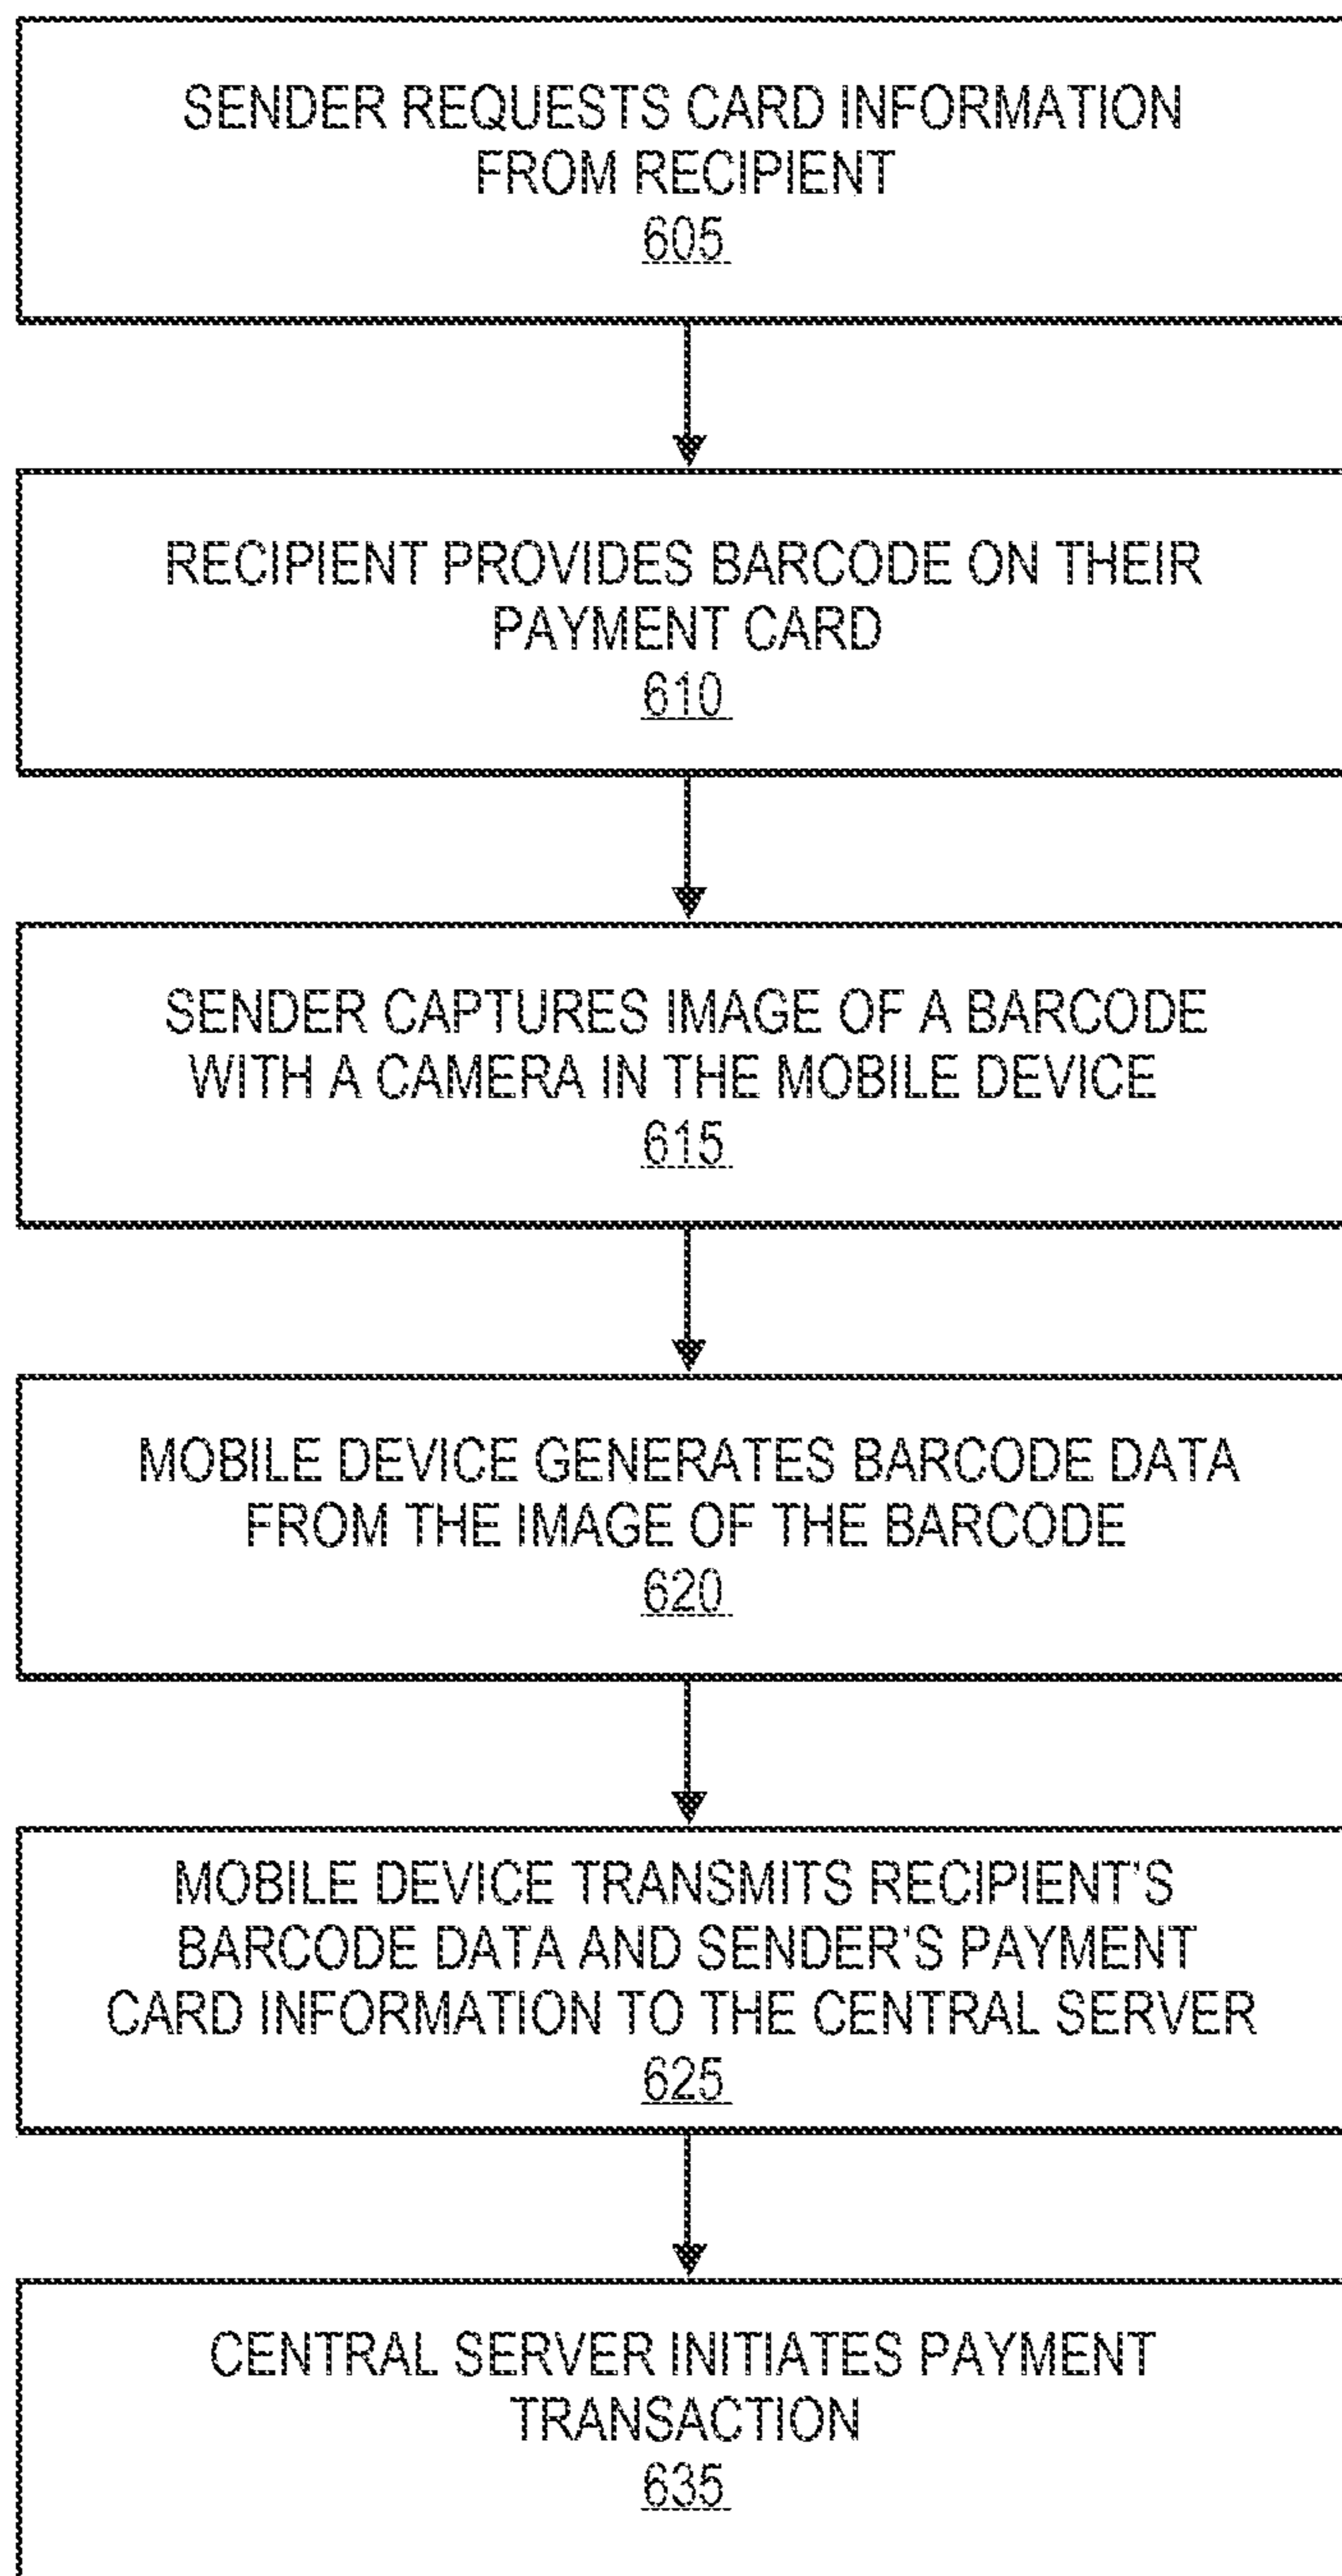 SENDER REQUESTS CARD INFORMATION
FROM RECIPIENT
605
RECIPIENT PROVIDES BARCODE ON THEIR
PAYMENT CARD
610
SENDER CAPTURES IMAGE OF A BARCODE
WITH A CAMERA IN THE MOBILE DEVICE
615
MOBILE DEVICE GENERATES BARCODE DATA
FROM THE IMAGE OF THE BARCODE
620
MOBILE DEVICE TRANSMITS RECIPIENT'S
BARCODE DATA AND SENDER'S PAYMENT
CARD INFORMATION TO THE CENTRAL SERVER
625
CENTRAL SERVER INITIATES PAYMENT
TRANSACTION
635